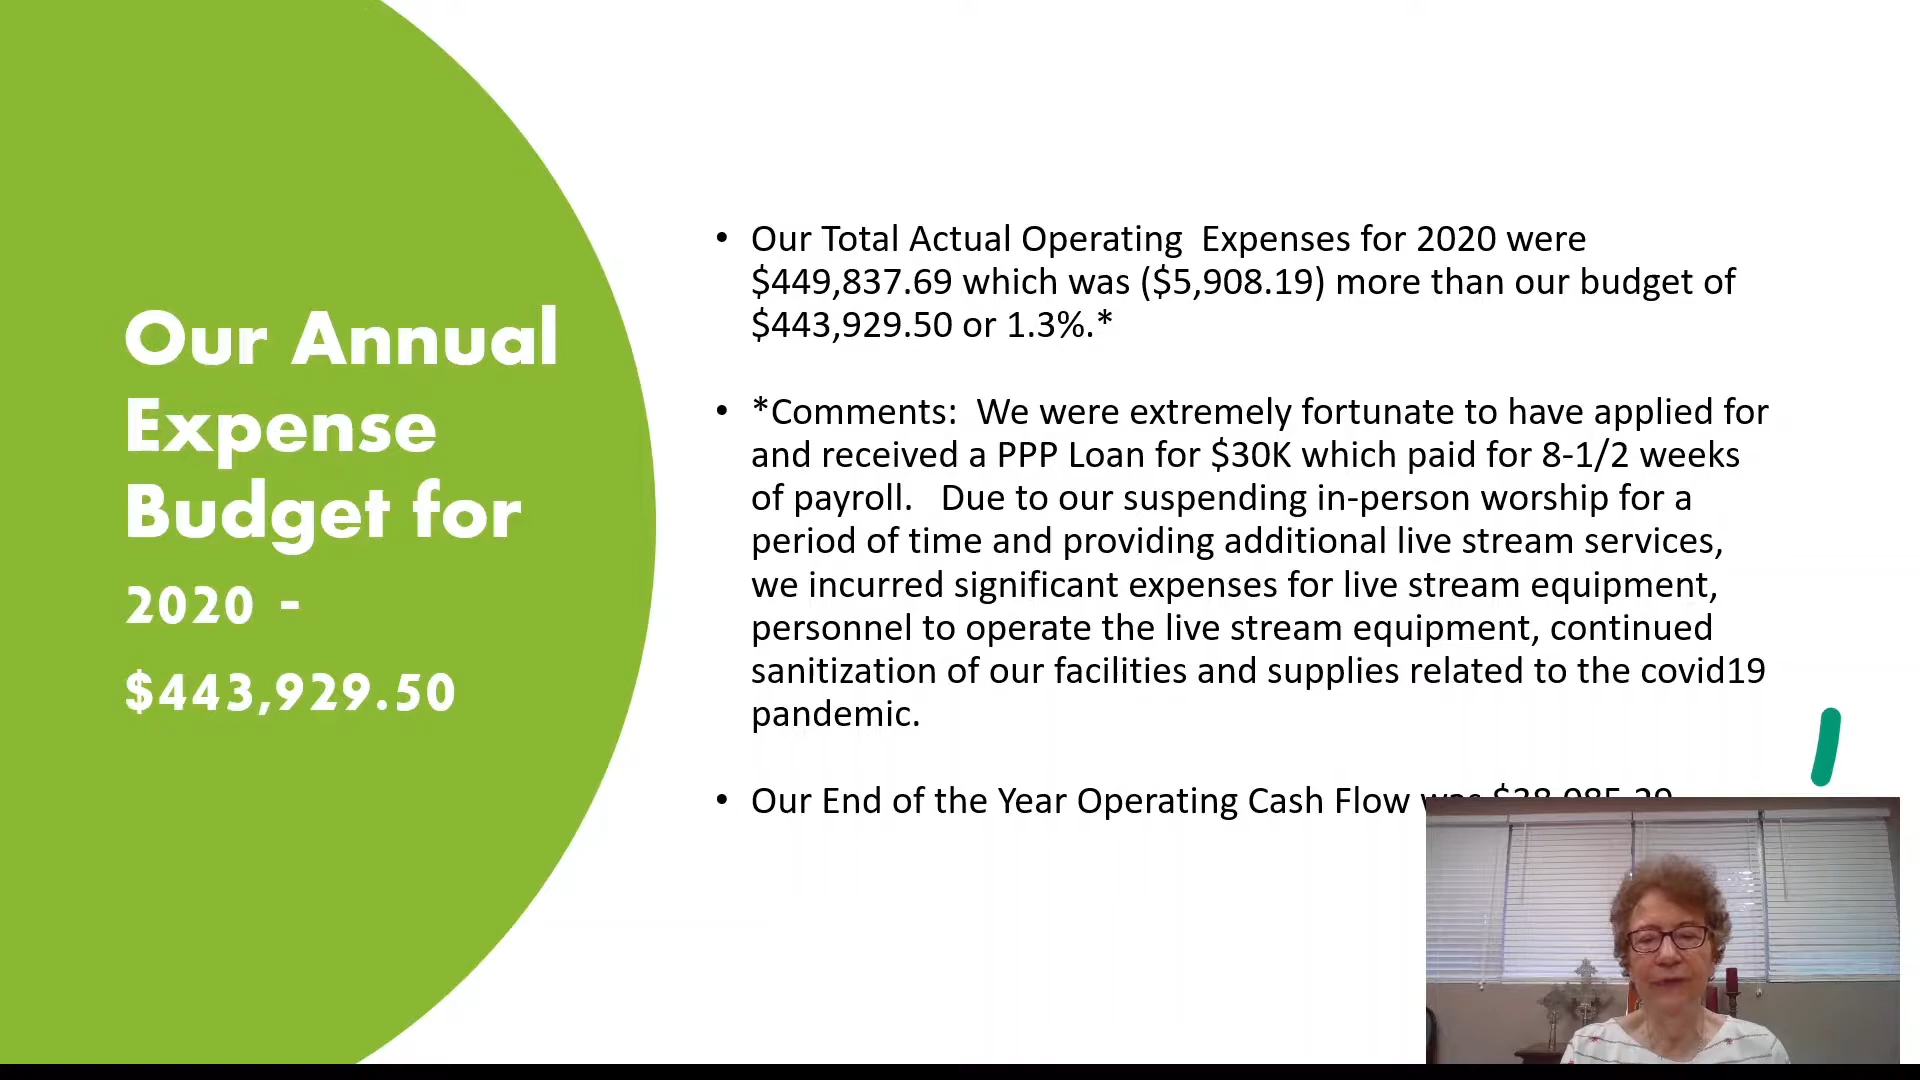 Our Annual
Expense
Budget for
2020 -
$443,929.50
• Our Total Actual Operating  Expenses for 2020 were
$449,837.69 which was ($5,908.19) more than our budget of
$443,929.50 or 1.3%.*
• *Comments:  We were extremely fortunate to have applied for
and received a PPP Loan for $30K which paid for 8-1/2 weeks
of payroll.   Due to our suspending in-person worship for a
period of time and providing additional live stream services,
we incurred significant expenses for live stream equipment,
personnel to operate the live stream equipment, continued
sanitization of our facilities and supplies related to the covid19
pandemic.
• Our End of the Year Operating Cash Flow was